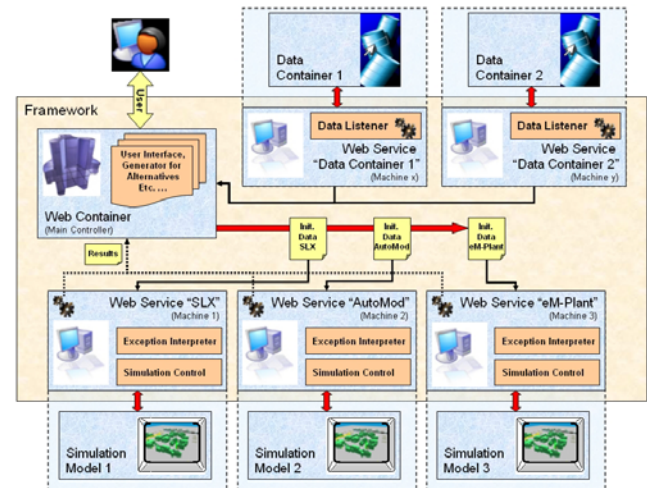 Data
Container 1
Data
Container 2
User
Framework
Data Listener
Web Service
"Data Container 1"
(Machine x)
Data Listener
Web Service
"Data Container 2"
(Machine y)
User Interface,
Generator for
Alternatives
Etc. ...
Web Container
(Main Controller)
Init.
Data
SLX
Init.
Data
AutoMod
Init.
Data
eM-Plant
Results
Web Service "SLX"
(Machine 1)
Exception Interpreter
Simulation Control
Web Service "AutoMod"
(Machine 2)
Exception Interpreter
Simulation Control
Web Service "eM-Plant"
(Machine 3)
Exception Interpreter
Simulation Control
Simulation
Model 1
Simulation
Model 2
Simulation
Model 3